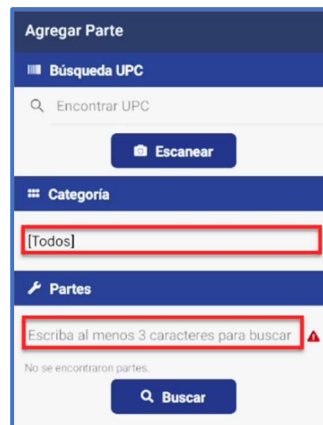 Agregar Parte
Búsqueda UPC
Encontrar UPC
Escanear
Categoría
[Todos]
Partes
Escriba al menos 3 caracteres para buscar
No se encontraron partes.
Buscar